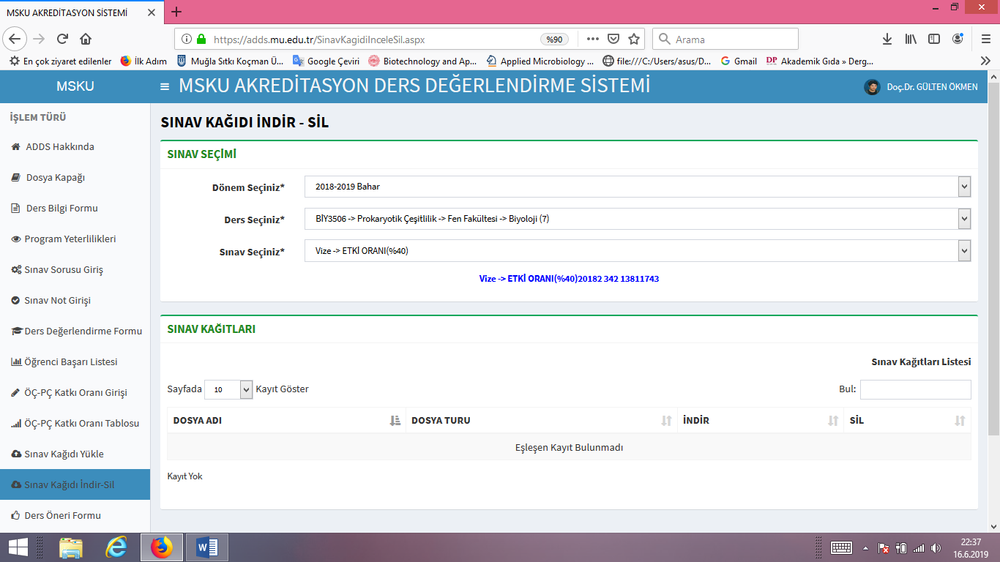 MSKU AKREDİTASYON SİSTEMİ
https://adds.mu.edu.tr/SinavKagidiInceleSil.aspx
%90
Arama
En çok ziyaret edilenler
İlk Adım
Muğla Sıtkı Koçman Ü...
Google Çeviri
Biotechnology and Ap...
Applied Microbiology ...
file:///C:/Users/asus/D...
Gmail
Akademik Gıda » Derg...
MSKU
MSKU AKREDİTASYON DERS DEĞERLENDİRME SİSTEMİ
Doç.Dr. GÜLTEN ÖKMEN
İŞLEM TÜRÜ
ADDS Hakkında
Dosya Kapağı
Ders Bilgi Formu
Program Yeterlilikleri
Sınav Sorusu Giriş
Sınav Not Girişi
Ders Değerlendirme Formu
Öğrenci Başarı Listesi
ÖÇ-PÇ Katkı Oranı Girişi
ÖÇ-PÇ Katkı Oranı Tablosu
Sınav Kağıdı Yükle
Sınav Kağıdı İndir-Sil
Ders Öneri Formu
SINAV KAĞIDI İNDİR - SİL
SINAV SEÇİMİ
Dönem Seçiniz*
2018-2019 Bahar
Ders Seçiniz*
BİY3506 -> Prokaryotik Çeşitlilik -> Fen Fakültesi -> Biyoloji (7)
Sınav Seçiniz*
Vize -> ETKİ ORANI(%40)
Vize -> ETKİ ORANI(%40)20182 342 13811743
SINAV KAĞITLARI
Sınav Kağıtları Listesi
Sayfada 10 Kayıt Göster
Bul:
DOSYA ADI
DOSYA TURU
İNDİR
SİL
Eşleşen Kayıt Bulunmadı
Kayıt Yok
22:37
16.6.2019